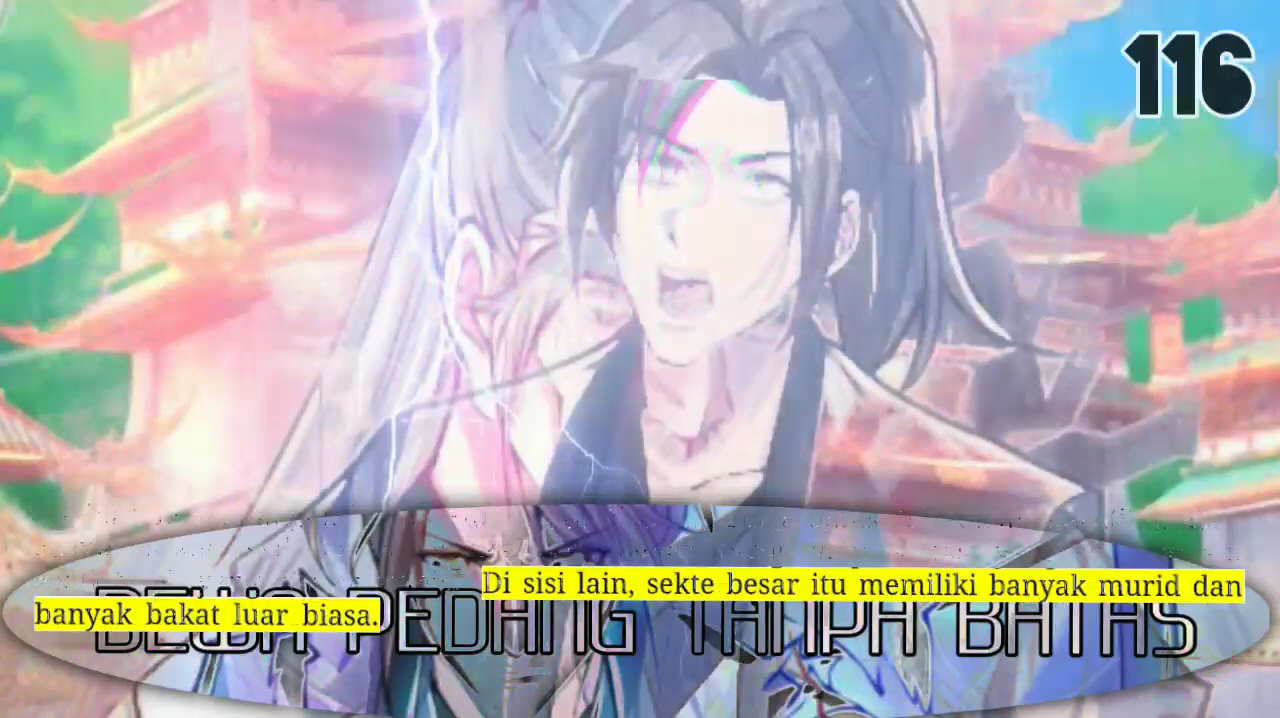 116
Di sisi lain, sekte besar itu memiliki banyak murid dan
banyak bakat luar biasa.
DEWA PEDANG TANPA BATAS